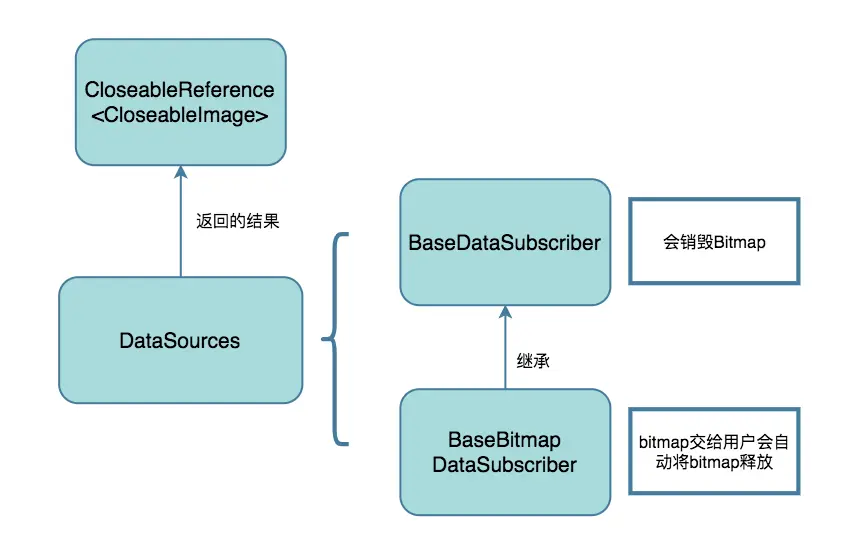 CloseableReference
<CloseableImage>
返回的结果
DataSources
BaseDataSubscriber
会销毁Bitmap
继承
BaseBitmap
DataSubscriber
bitmap交给用户会自
动将bitmap释放